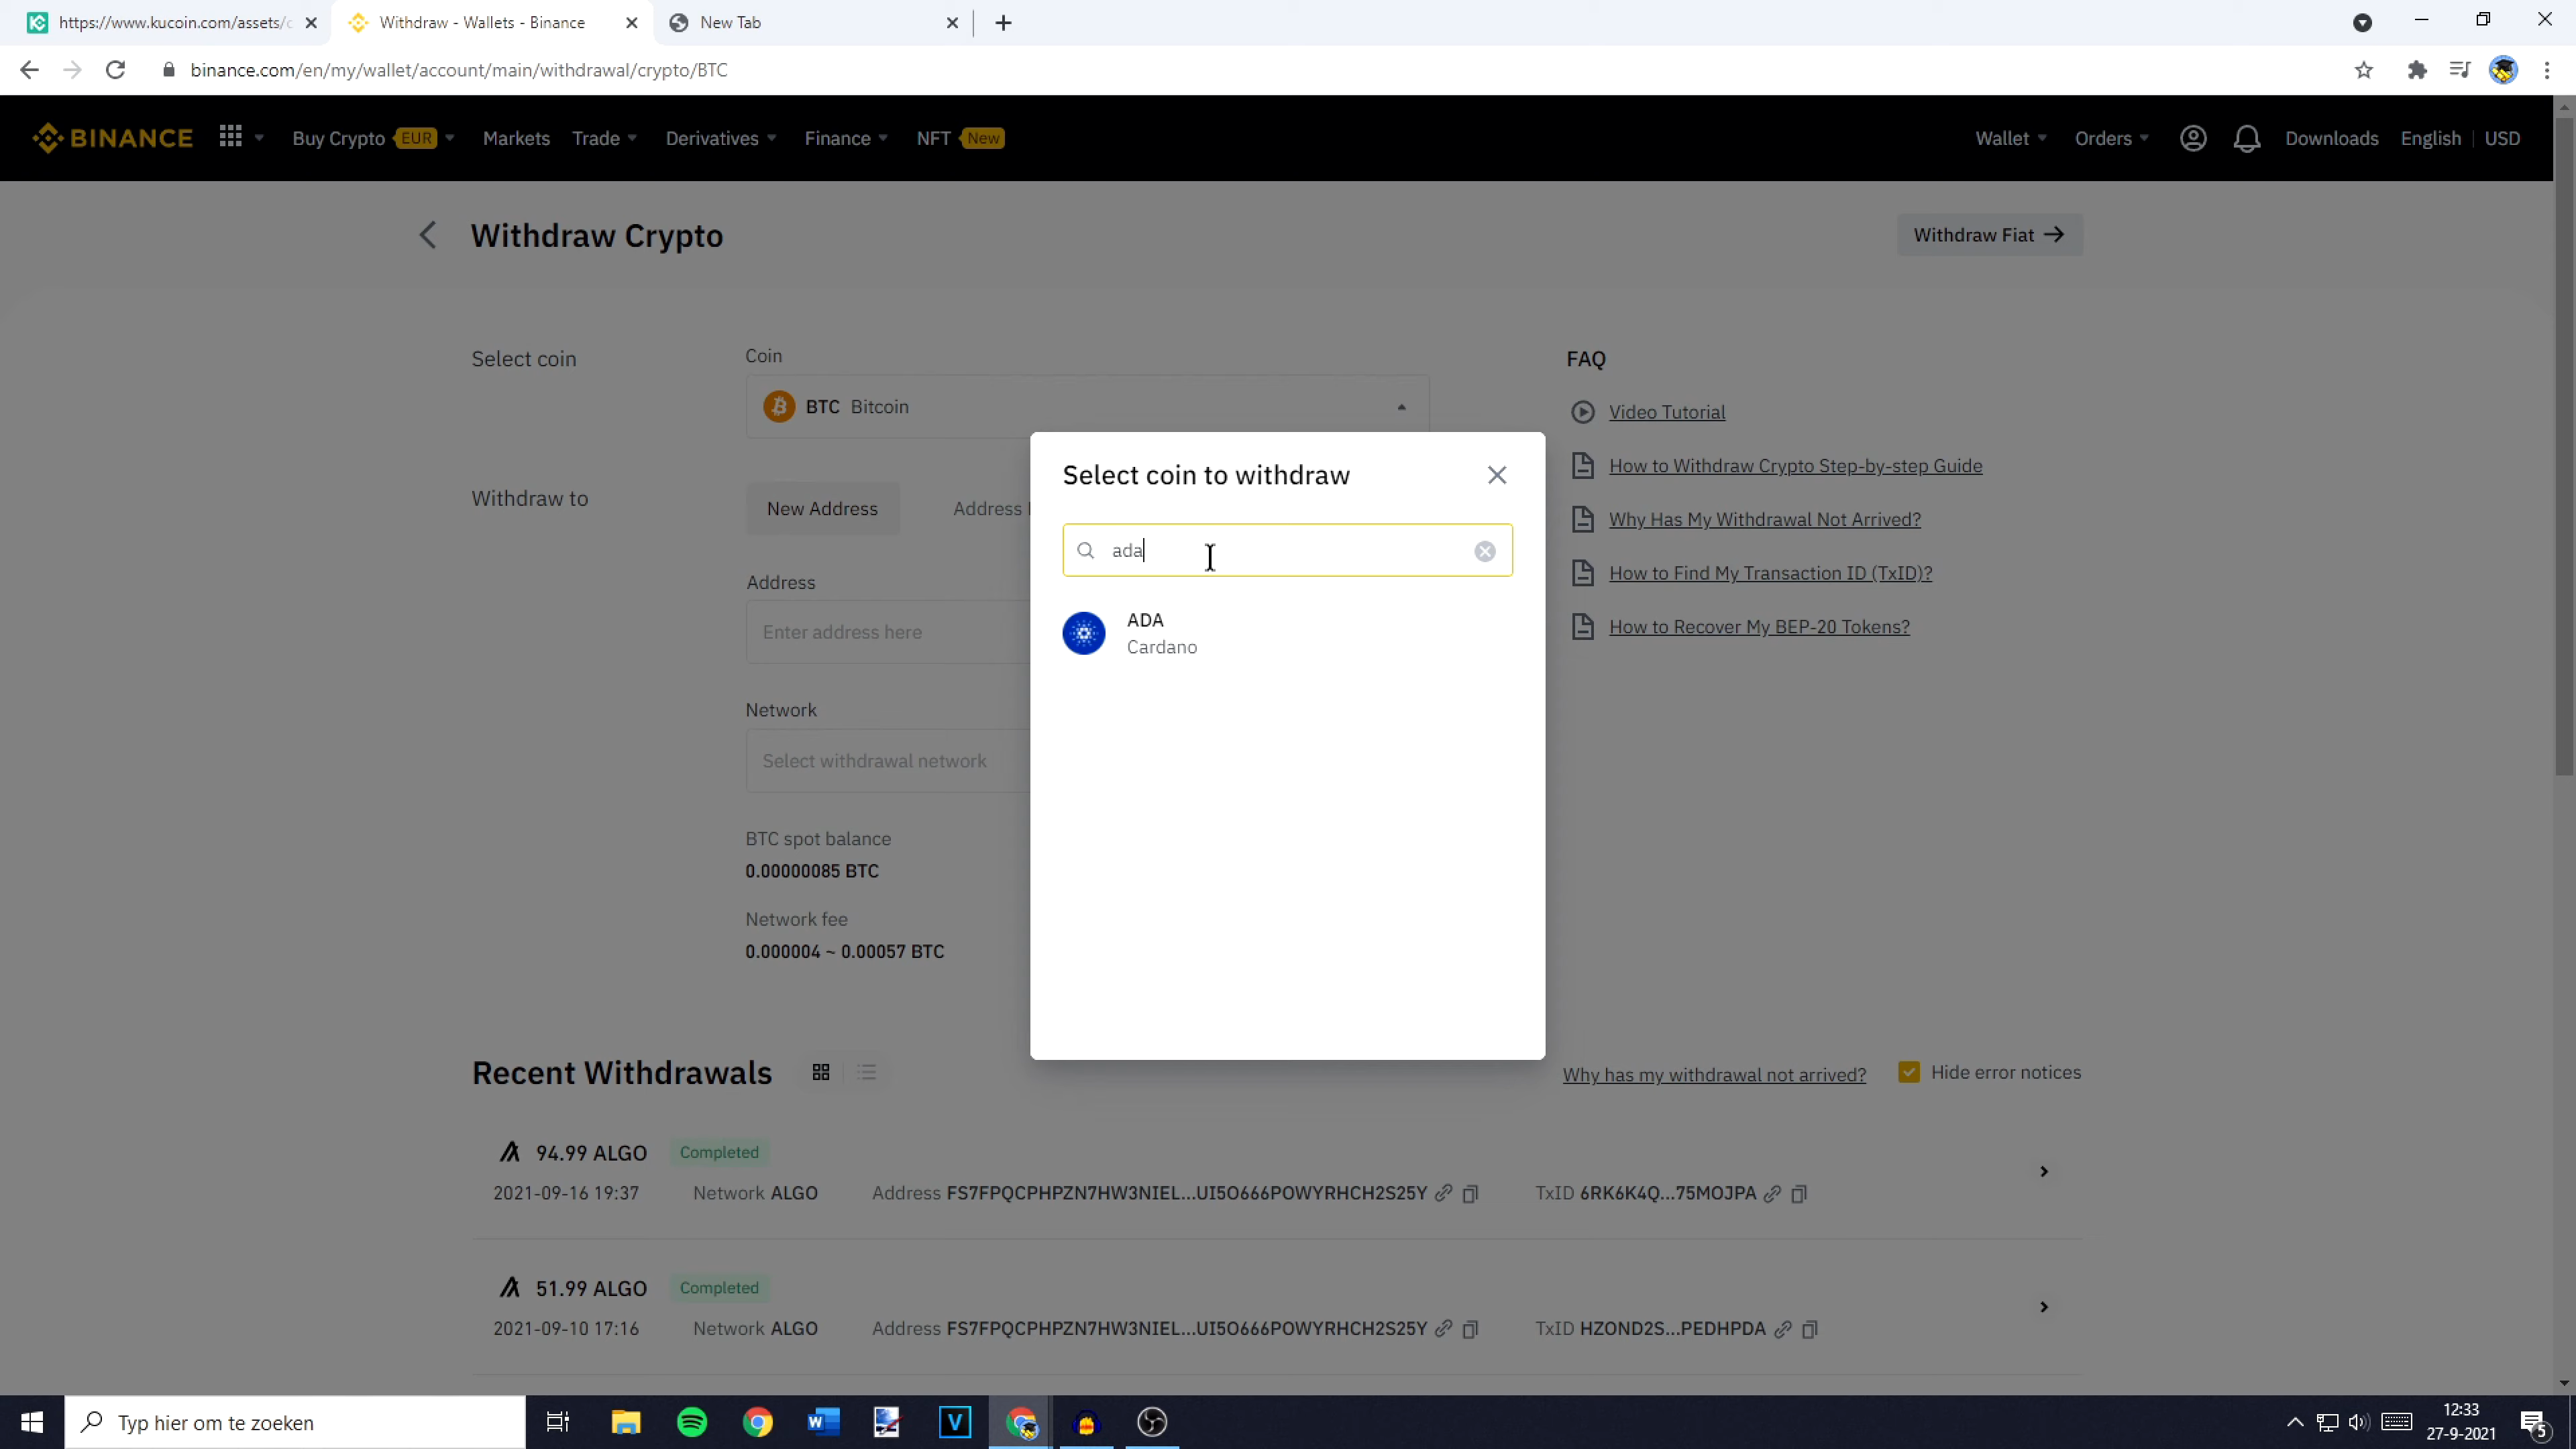 https://www.kucoin.com/assets/c
Withdraw - Wallets - Binance
New Tab
binance.com/en/my/wallet/account/main/withdrawal/crypto/BTC
BINANCE
Buy Crypto EUR
Markets
Trade
Derivatives
Finance
NFT New
Wallet
Orders
Downloads
English
USD
Withdraw Crypto
Withdraw Fiat →
Select coin
Coin
BTC Bitcoin
Withdraw to
New Address
Address
Address
Enter address here
Network
Select withdrawal network
BTC spot balance
0.00000085 BTC
Network fee
0.000004 ~ 0.00057 BTC
Select coin to withdraw
ada
ADA
Cardano
FAQ
Video Tutorial
How to Withdraw Crypto Step-by-step Guide
Why Has My Withdrawal Not Arrived?
How to Find My Transaction ID (TxID)?
How to Recover My BEP-20 Tokens?
Recent Withdrawals
Why has my withdrawal not arrived?
Hide error notices
94.99 ALGO Completed
2021-09-16 19:37 Network ALGO Address FS7FPQCPHPZN7HW3NIEL...UI5O666POWYRHCH2S25Y TxID 6RK6K4Q...75MOJPA
51.99 ALGO Completed
2021-09-10 17:16 Network ALGO Address FS7FPQCPHPZN7HW3NIEL...UI5O666POWYRHCH2S25Y TxID HZOND2S...PEDHPDA
Typ hier om te zoeken
12:33
27-9-2021
5